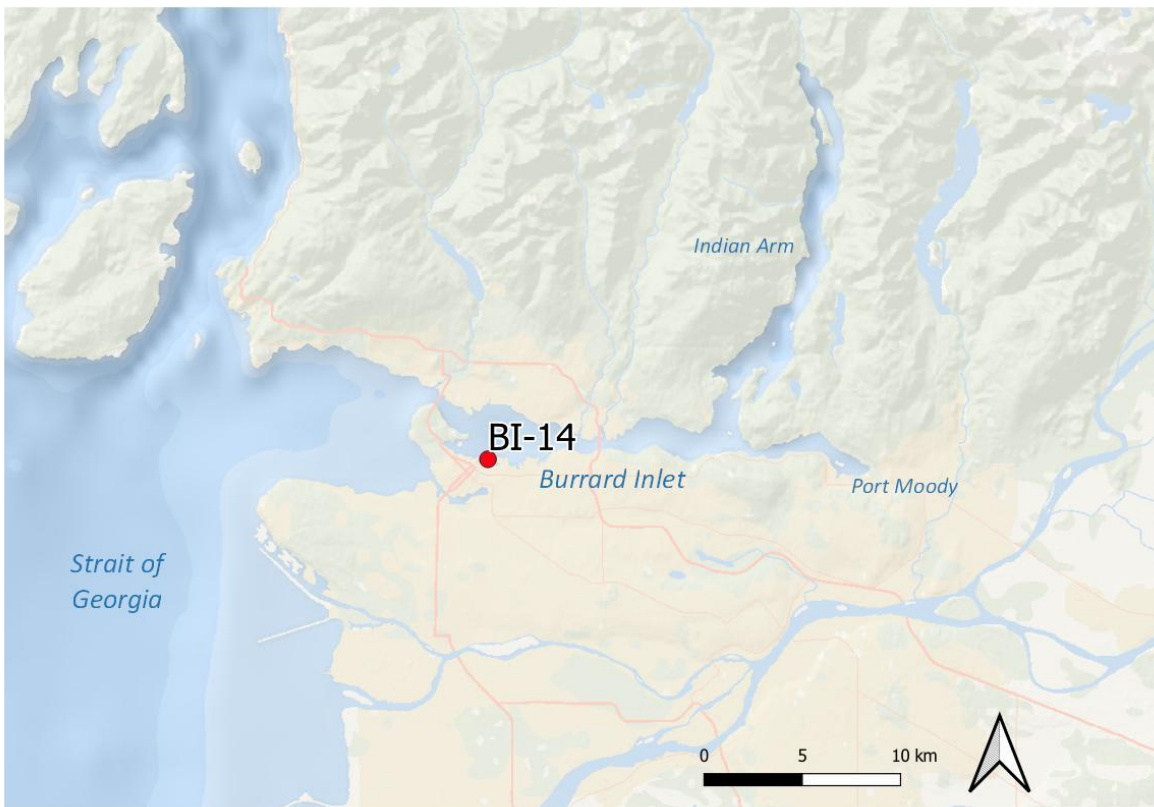 Indian Arm
BI-14
Burrard Inlet
Port Moody
Strait of
Georgia
0 5 10 km